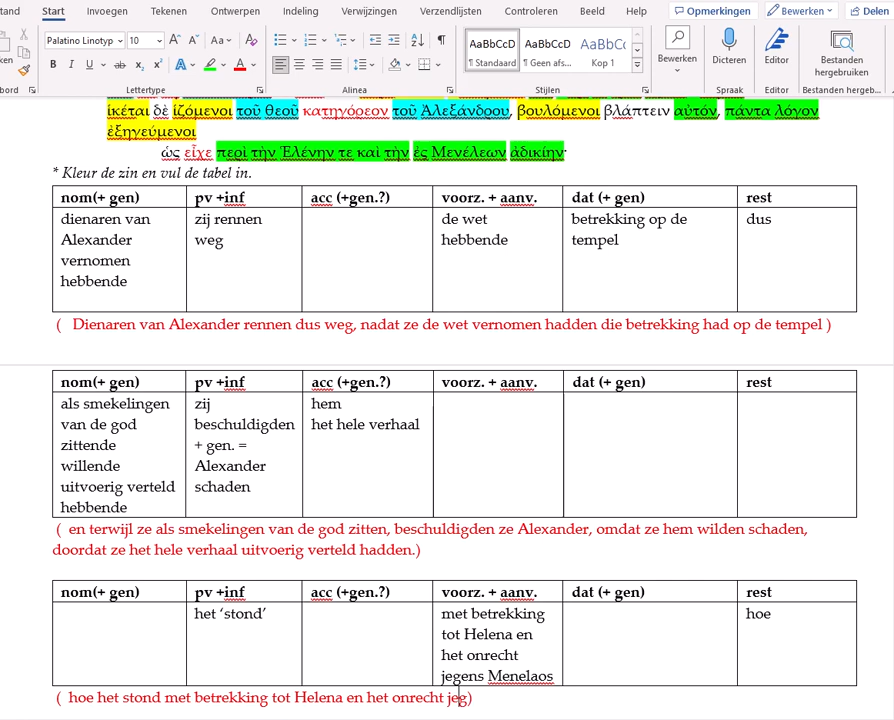 tand Start Invoegen Tekenen Ontwerpen Indeling Verwijzingen Verzendlijsten Controleren Beeld Help Opmerkingen Bewerken Delen
Palatino Linotyp 10 A A Aa A
B I U ab x₂ x² A A
ken
AaBbCcD AaBbCcD AaBbC
¶ Standaard ¶ Geen afs... Kop 1
Bewerken Dicteren Editor Bestanden
hergebruiken
bord Lettertype Alinea Stijlen Spraak Editor Bestanden hergeb...
ἱκέται δὲ ἱζόμενοι τοῦ θεοῦ κατηγόρεον τοῦ Ἀλεξάνδρου, βουλόμενοι βλάπτειν αὐτόν, πάντα λόγον
ἐξηγεύμενοι
ὡς εἶχε περὶ τὴν Ἑλένην τε καὶ τὴν ἐς Μενέλεων ἀδικίην·
* Kleur de zin en vul de tabel in.
nom(+ gen) pv +inf acc (+gen.?) voorz. + aanv. dat (+ gen) rest
dienaren van zij rennen de wet betrekking op de dus
Alexander weg hebbende tempel
vernomen
hebbende
( Dienaren van Alexander rennen dus weg, nadat ze de wet vernomen hadden die betrekking had op de tempel )
nom(+ gen) pv +inf acc (+gen.?) voorz. + aanv. dat (+ gen) rest
als smekelingen zij hem
van de god beschuldigden het hele verhaal
zittende + gen. =
willende Alexander
uitvoerig verteld schaden
hebbende
( en terwijl ze als smekelingen van de god zitten, beschuldigden ze Alexander, omdat ze hem wilden schaden,
doordat ze het hele verhaal uitvoerig verteld hadden.)
nom(+ gen) pv +inf acc (+gen.?) voorz. + aanv. dat (+ gen) rest
het ‘stond’ met betrekking hoe
tot Helena en
het onrecht
jegens Menelaos
( hoe het stond met betrekking tot Helena en het onrecht jeg)